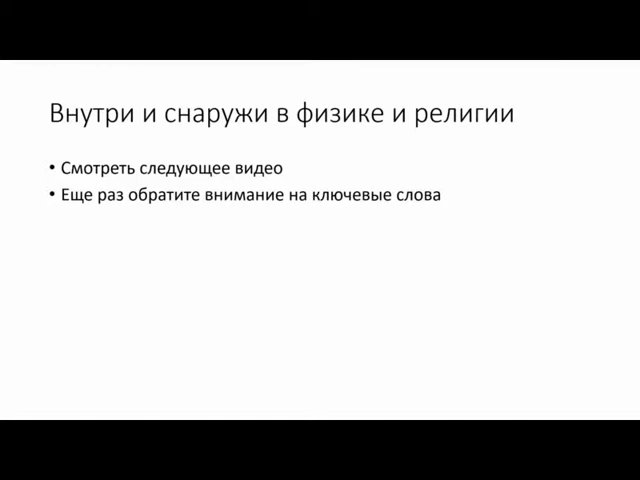 Внутри и снаружи в физике и религии
• Смотреть следующее видео
• Еще раз обратите внимание на ключевые слова